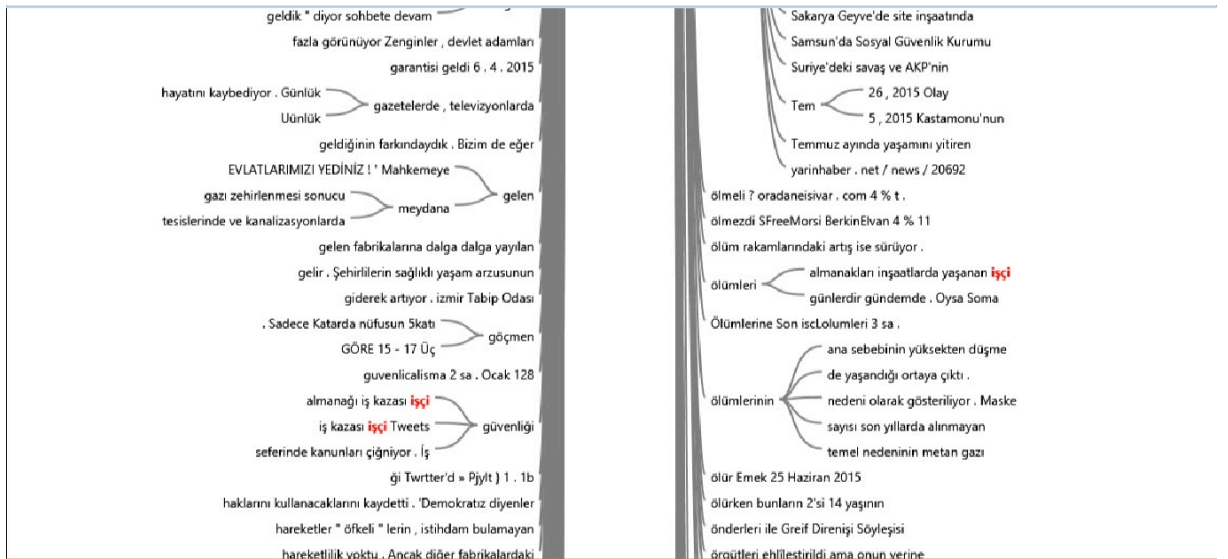 geldik " diyor sohbete devam
fazla görünüyor Zenginler , devlet adamları
garantisi geldi 6 . 4 . 2015
hayatını kaybediyor . Günlük
Uünlük
gazetelerde , televizyonlarda
geldiğinin farkındaydık . Bizim de eğer
EVLATLARIMIZI YEDİNİZ ! ' Mahkemeye
gazı zehirlenmesi sonucu
tesislerinde ve kanalizasyonlarda
meydana
gelen
gelen fabrikalarına dalga dalga yayılan
gelir . Şehirlilerin sağlıklı yaşam arzusunun
giderek artıyor . izmir Tabip Odası
. Sadece Katarda nüfusun 5katı
GÖRE 15 - 17 Üç
göçmen
guvenlicalisma 2 sa . Ocak 128
almanağı iş kazası işçi
iş kazası işçi Tweets
seferinde kanunları çiğniyor . İş
güvenliği
ği Twrtter'd » Pjylt } 1 . 1b
haklarını kullanacaklarını kaydetti . 'Demokratız diyenler
hareketler " öfkeli " lerin , istihdam bulamayan
hareketlilik yoktu . Ancak diğer fabrikalardaki
Sakarya Geyve'de site inşaatında
Samsun'da Sosyal Güvenlik Kurumu
Suriye'deki savaş ve AKP'nin
Tem
26 , 2015 Olay
5 , 2015 Kastamonu'nun
Temmuz ayında yaşamını yitiren
yarinhaber . net / news / 20692
ölmeli ? oradaneisivar . com 4 % t .
ölmezdi SFreeMorsi BerkinElvan 4 % 11
ölüm rakamlarındaki artış ise sürüyor .
ölümleri
almanakları inşaatlarda yaşanan işçi
günlerdir gündemde . Oysa Soma
Ölümlerine Son iscLolumleri 3 sa .
ölümlerinin
ana sebebinin yüksekten düşme
de yaşandığı ortaya çıktı .
nedeni olarak gösteriliyor . Maske
sayısı son yıllarda alınmayan
temel nedeninin metan gazı
ölür Emek 25 Haziran 2015
ölürken bunların 2'si 14 yaşının
önderleri ile Greif Direnişi Söyleşisi
örgütleri ehlileştirildi ama onun yerine